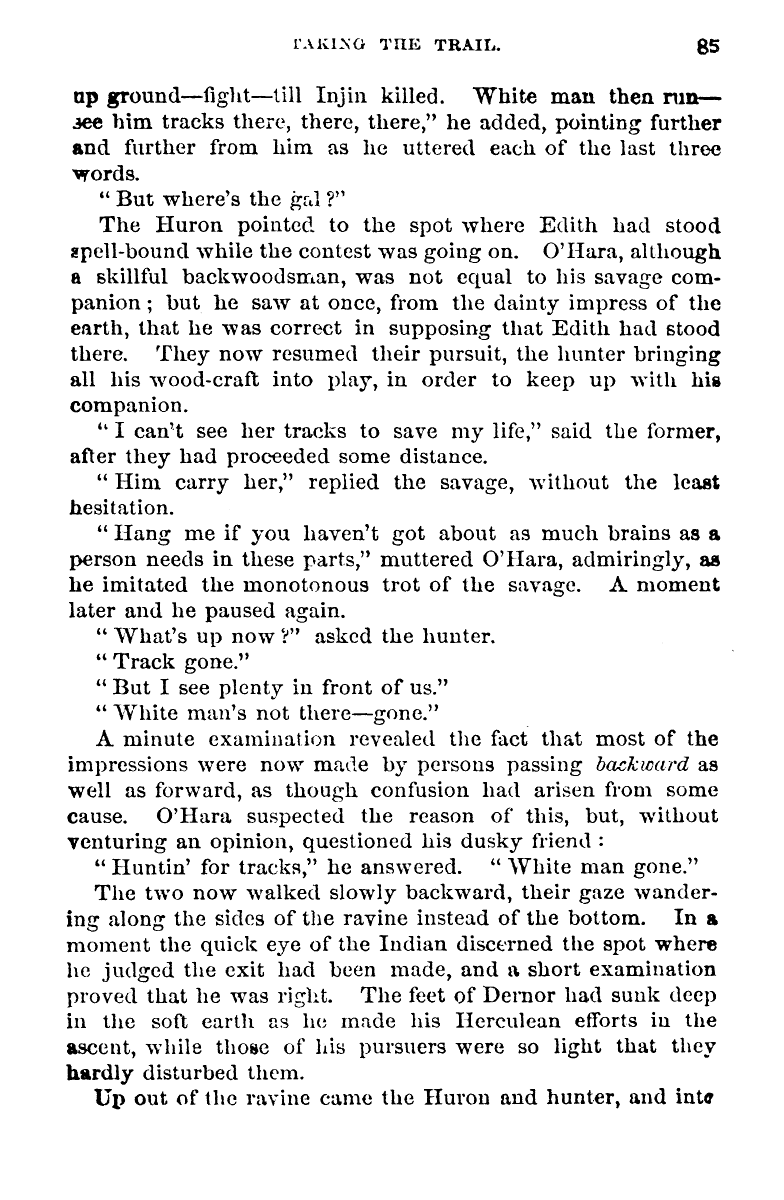 TAKING THE TRAIL. 85
up ground—fight—till Injin killed. White man then run—
see him tracks there, there, there,” he added, pointing further
and further from him as he uttered each of the last three
words.
“ But where's the gal ?”
The Huron pointed to the spot where Edith had stood
spell-bound while the contest was going on. O'Hara, although
a skillful backwoodsman, was not equal to his savage com-
panion ; but he saw at once, from the dainty impress of the
earth, that he was correct in supposing that Edith had stood
there. They now resumed their pursuit, the hunter bringing
all his wood-craft into play, in order to keep up with his
companion.
“ I can't see her tracks to save my life,” said the former,
after they had proceeded some distance.
“ Him carry her,” replied the savage, without the least
hesitation.
“ Hang me if you haven't got about as much brains as a
person needs in these parts,” muttered O'Hara, admiringly, as
he imitated the monotonous trot of the savage. A moment
later and he paused again.
“ What's up now ?” asked the hunter.
“ Track gone.”
“ But I see plenty in front of us.”
“ White man's not there—gone.”
A minute examination revealed the fact that most of the
impressions were now made by persons passing backward as
well as forward, as though confusion had arisen from some
cause. O'Hara suspected the reason of this, but, without
venturing an opinion, questioned his dusky friend :
“ Huntin' for tracks,” he answered. “ White man gone.”
The two now walked slowly backward, their gaze wander-
ing along the sides of the ravine instead of the bottom. In a
moment the quick eye of the Indian discerned the spot where
he judged the exit had been made, and a short examination
proved that he was right. The feet of Dernor had sunk deep
in the soft earth as he made his Herculean efforts in the
ascent, while those of his pursuers were so light that they
hardly disturbed them.
Up out of the ravine came the Huron and hunter, and into